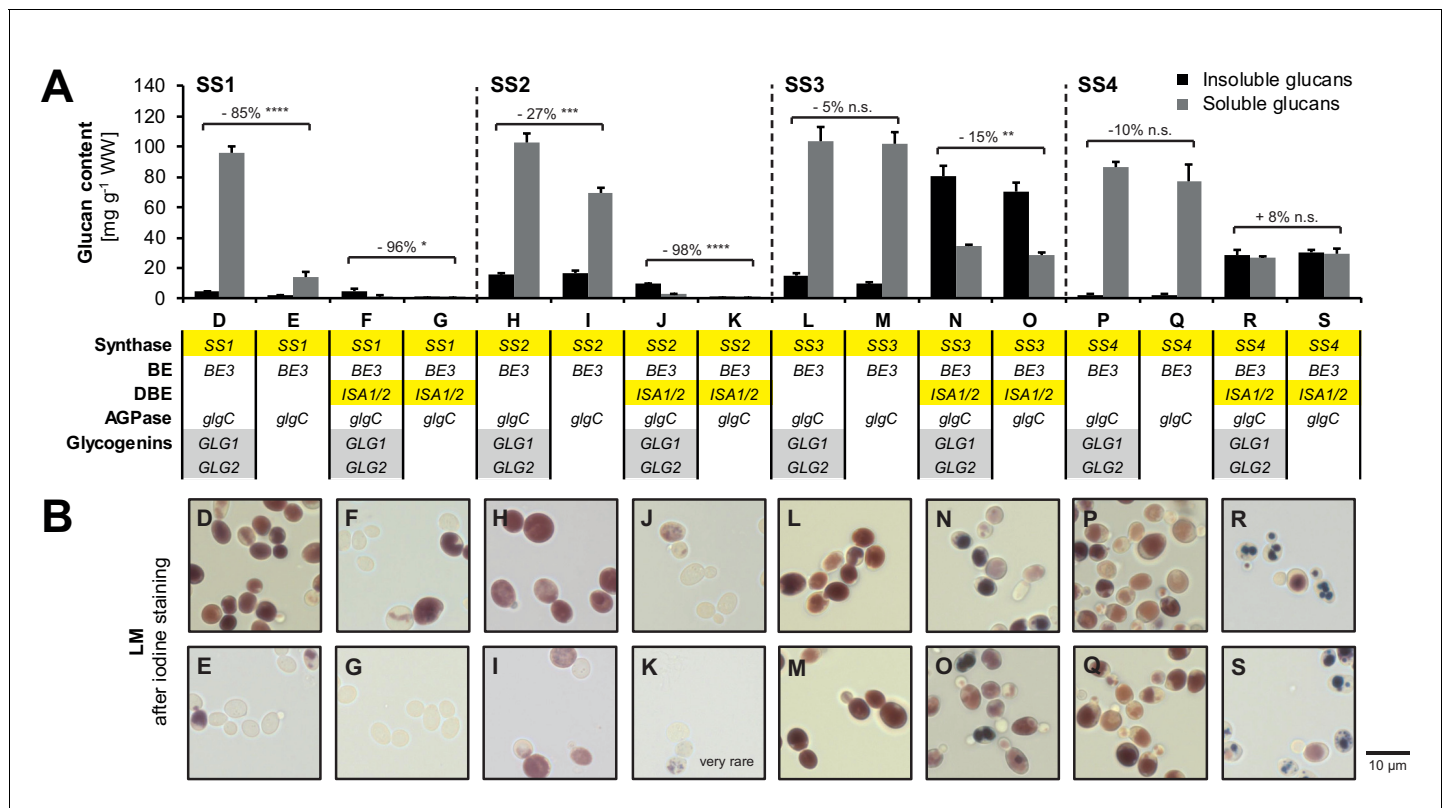 A
SS1 SS2 SS3 SS4
Insoluble glucans
Soluble glucans
Glucan content
[mg g-1 WW]
140
120
100
80
60
40
20
0
- 85% ****
- 96% *
- 27% ***
- 98% ****
- 5% n.s.
- 15% **
-10% n.s.
+ 8% n.s.
D E F G H I J K L M N O P Q R S
Synthase SS1 SS1 SS1 SS1 SS2 SS2 SS2 SS2 SS3 SS3 SS3 SS3 SS4 SS4 SS4 SS4
BE BE3 BE3 BE3 BE3 BE3 BE3 BE3 BE3 BE3 BE3 BE3 BE3 BE3 BE3 BE3 BE3
DBE ISA1/2 ISA1/2 ISA1/2 ISA1/2 ISA1/2 ISA1/2 ISA1/2 ISA1/2
AGPase glgC glgC glgC glgC glgC glgC glgC glgC glgC glgC glgC glgC glgC glgC glgC glgC
Glycogenins GLG1 GLG1 GLG1 GLG1 GLG1 GLG1 GLG1 GLG1
GLG2 GLG2 GLG2 GLG2 GLG2 GLG2 GLG2 GLG2
B
LM
after iodine staining
D F H J L N P R
E G I K M O Q S
very rare
10 µm